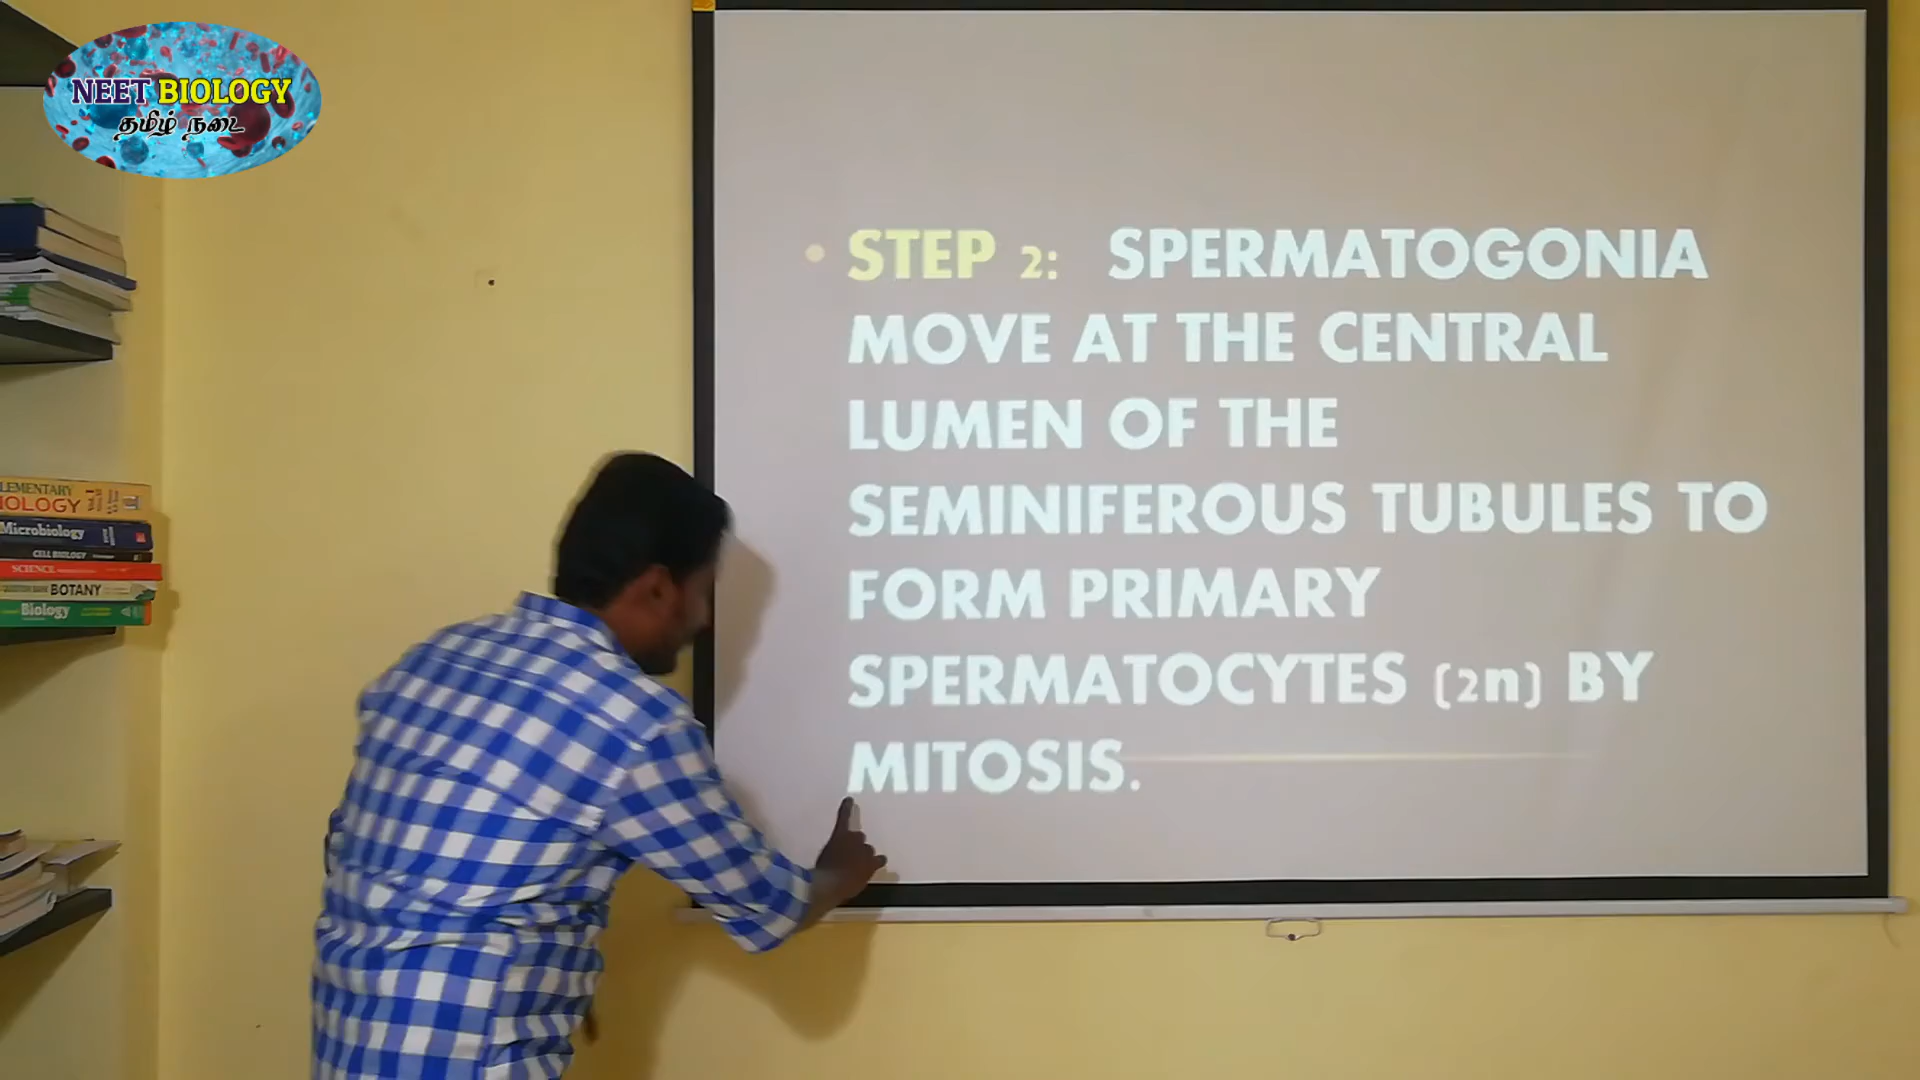 NEET BIOLOGY
தமிழ் நடை
• STEP 2: SPERMATOGONIA
MOVE AT THE CENTRAL
LUMEN OF THE
SEMINIFEROUS TUBULES TO
FORM PRIMARY
SPERMATOCYTES (2n) BY
MITOSIS.
LEMENTARY
IOLOGY
Microbiology
CELL BIOLOGY
SCIENCE
BOTANY
Biology